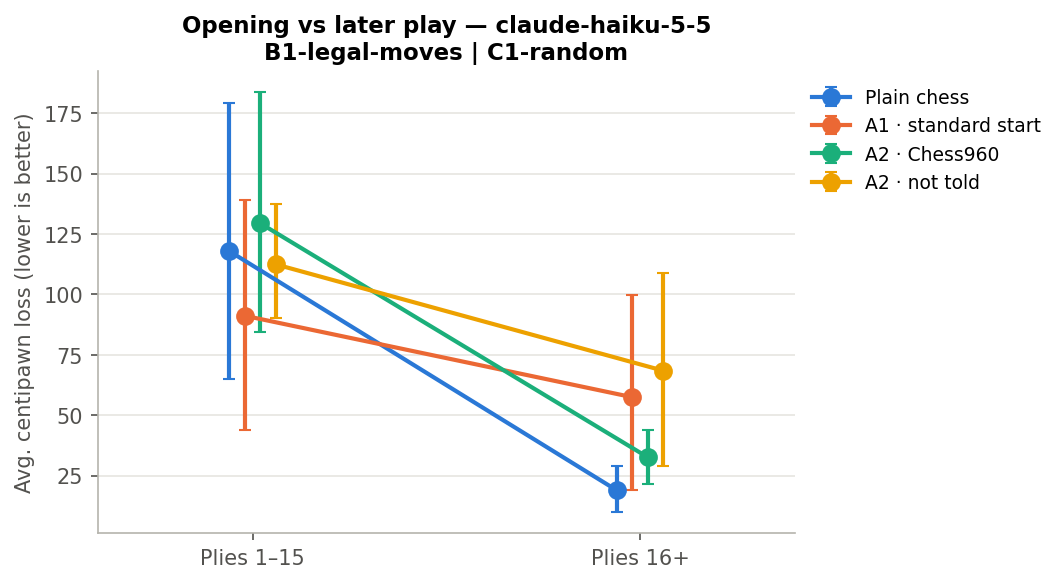 Opening vs later play — claude-haiku-5-5
B1-legal-moves | C1-random
Avg. centipawn loss (lower is better)
175
150
125
100
75
50
25
Plies 1–15
Plies 16+
Plain chess
A1 · standard start
A2 · Chess960
A2 · not told